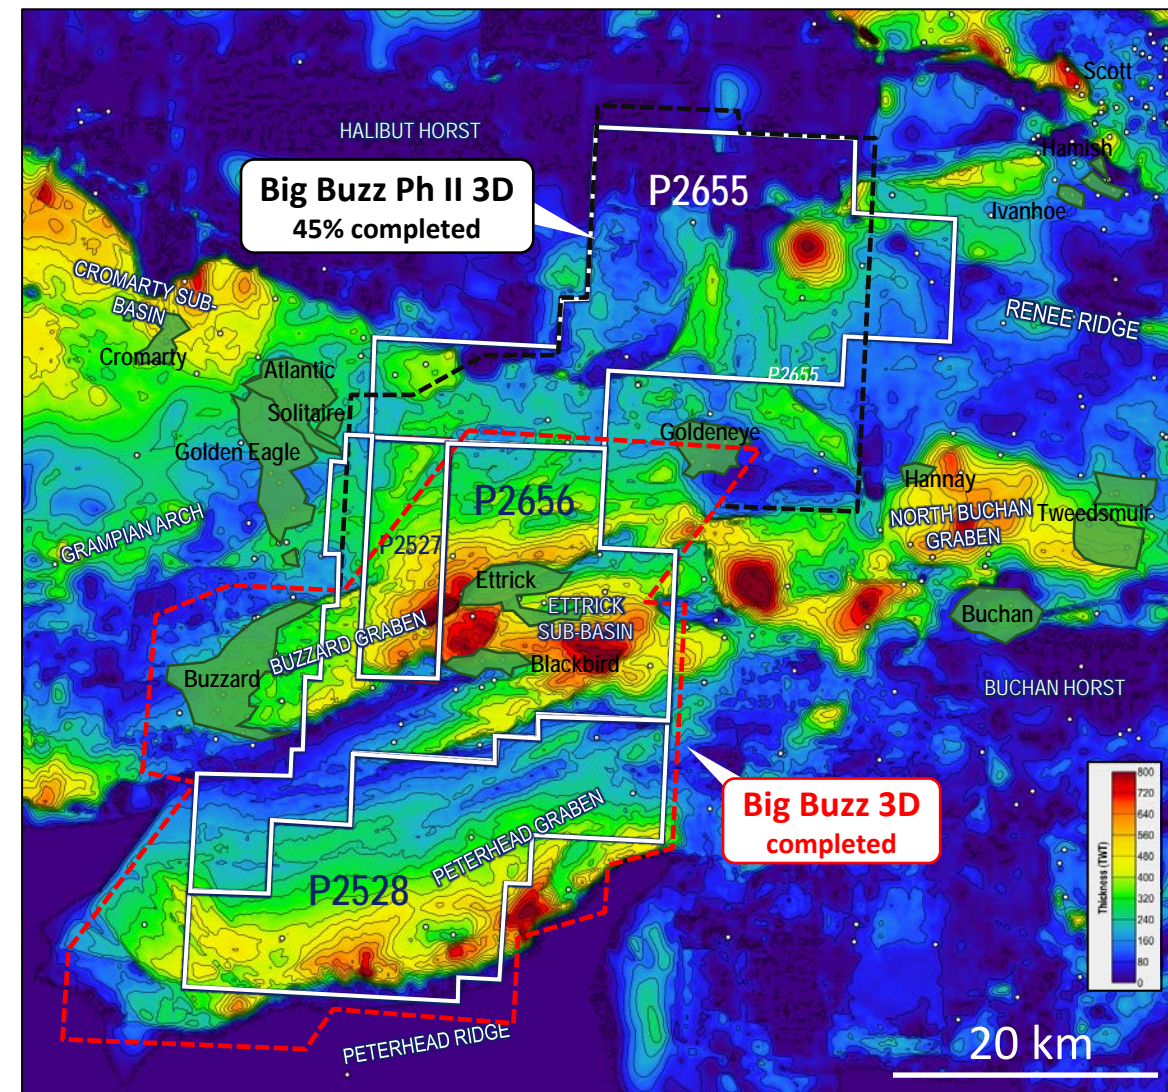 Scott
HALIBUT HORST
Hamish
Big Buzz Ph II 3D
45% completed
P2655
Ivanhoe
CROMARTY SUB-
BASIN
RENEE RIDGE
Cromarty
Atlantic
P2655
Solitaire
Goldeneye
Golden Eagle
Hannay
P2656
NORTH BUCHAN
GRABEN
Tweedsmuir
GRAMPIAN ARCH
P2527
Ettrick
ETTRICK
SUB-BASIN
Buchan
BUZZARD GRABEN
Blackbird
Buzzard
BUCHAN HORST
Big Buzz 3D
completed
PETERHEAD GRABEN
P2528
Thickness (TWT)
800
720
640
560
480
400
320
240
160
80
0
PETERHEAD RIDGE
20 km